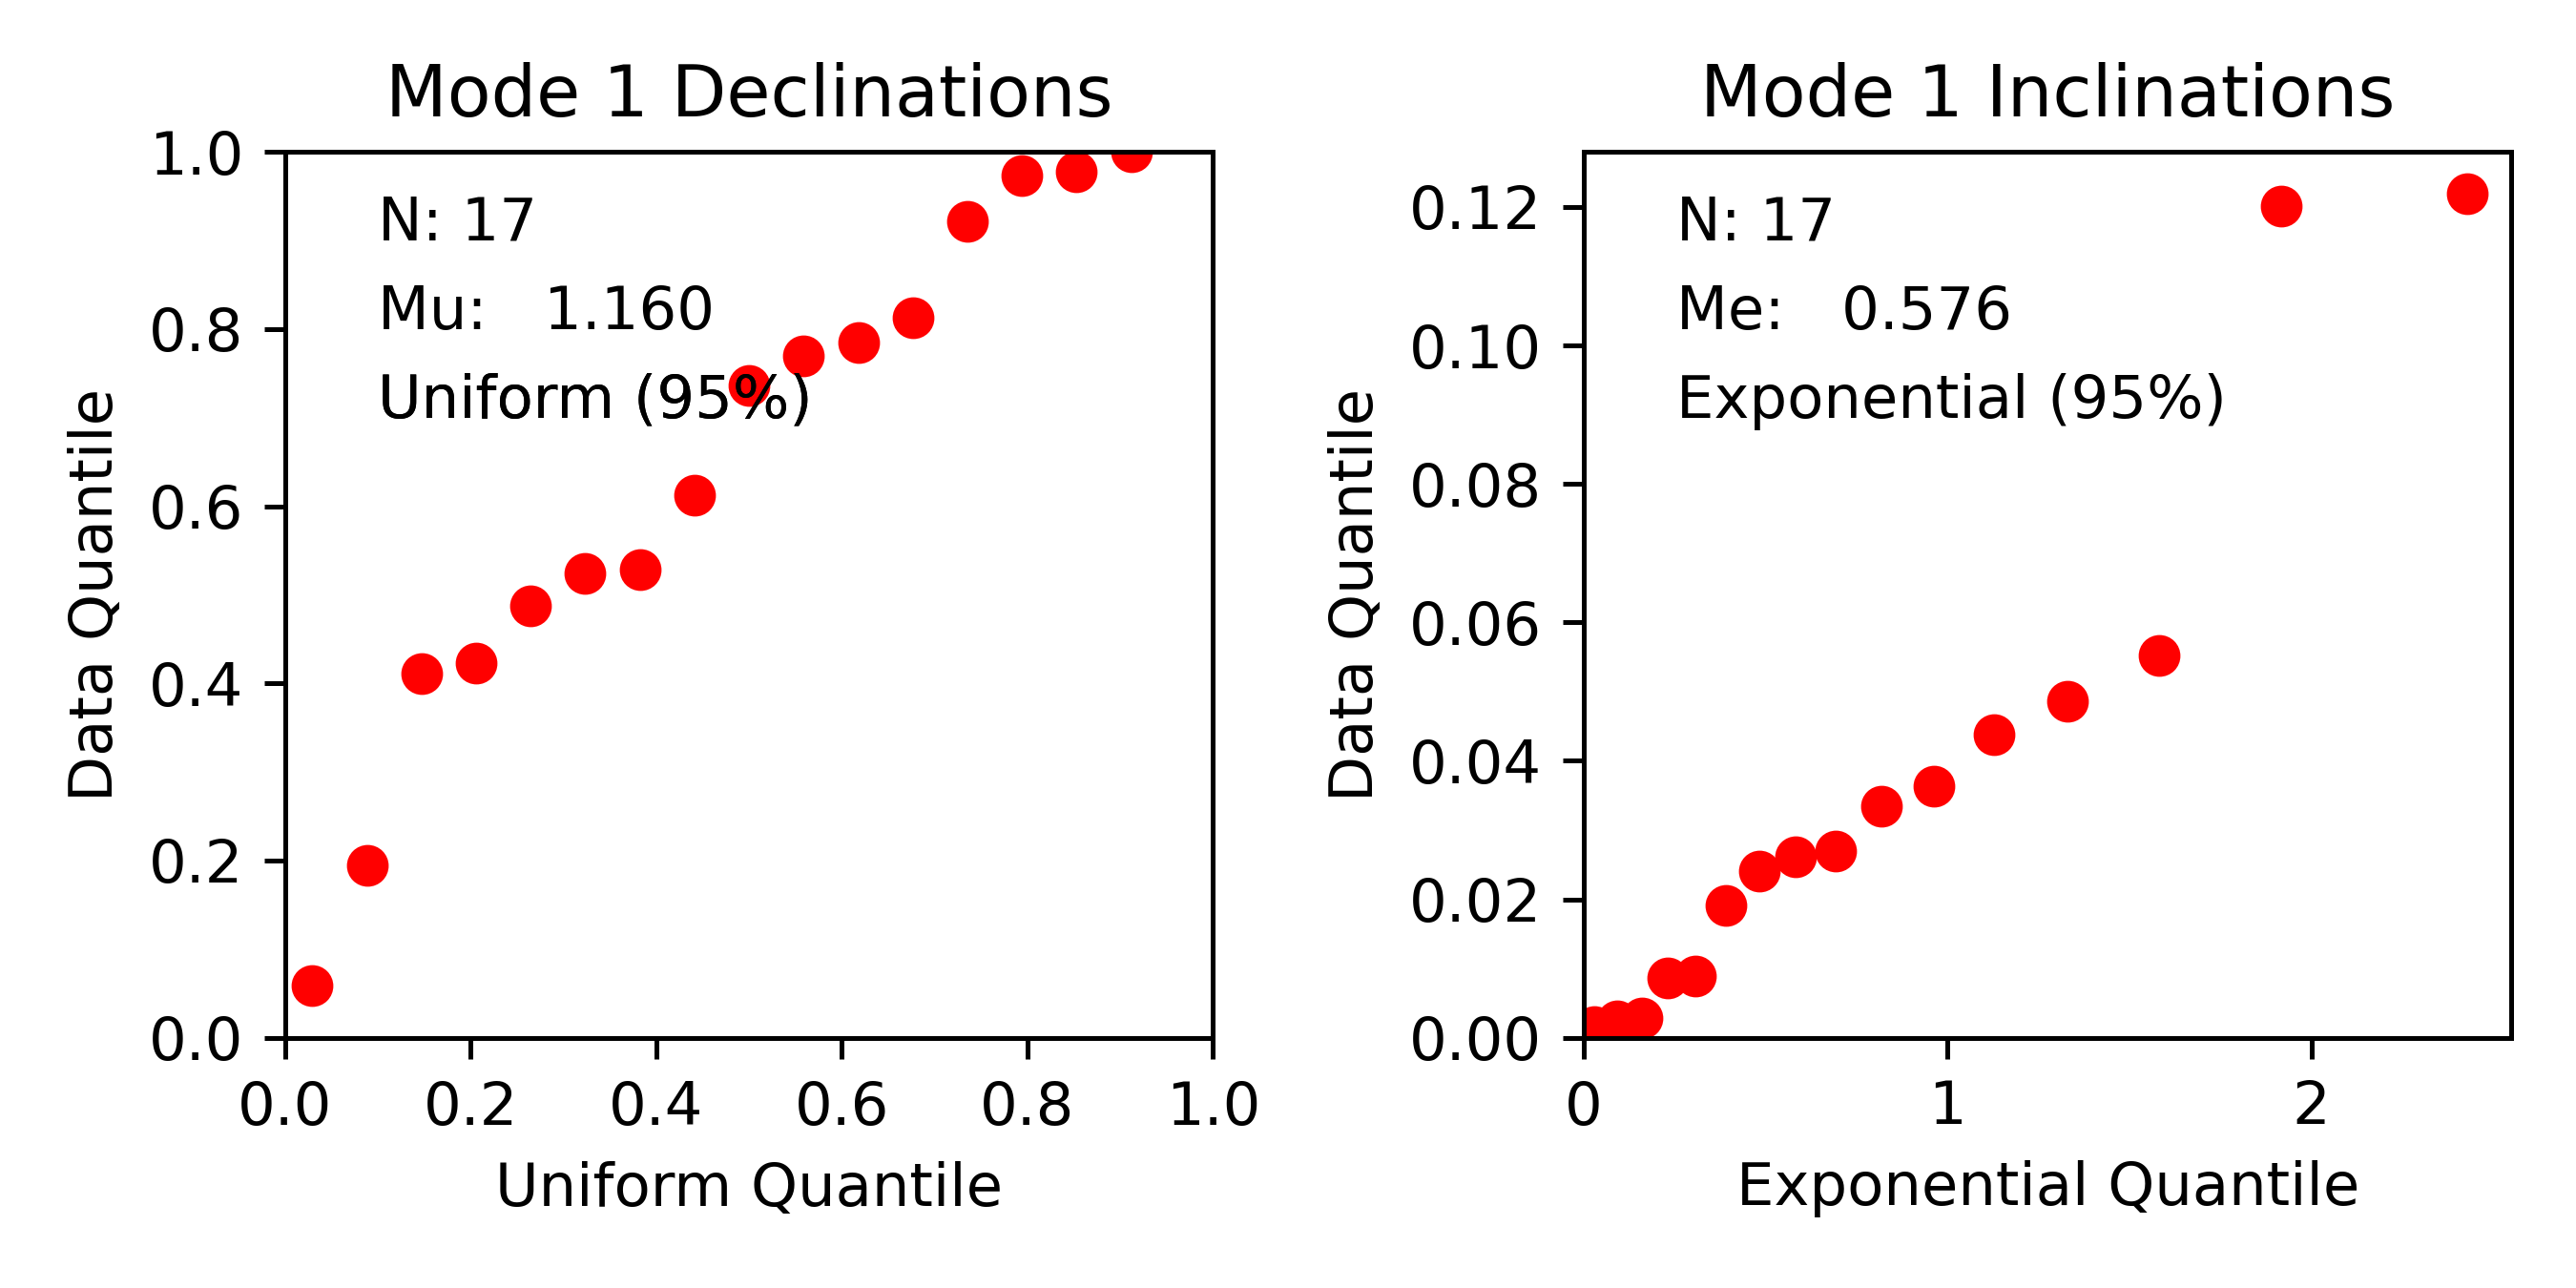 Mode 1 Declinations
1.0
0.8
0.6
0.4
0.2
0.0
Data Quantile
N: 17
Mu: 1.160
Uniform (95%)
0.0 0.2 0.4 0.6 0.8 1.0
Uniform Quantile
Mode 1 Inclinations
0.12
0.10
0.08
0.06
0.04
0.02
0.00
Data Quantile
N: 17
Me: 0.576
Exponential (95%)
0 1 2
Exponential Quantile